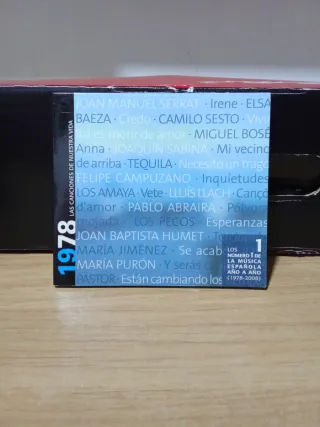 JOAN MANUEL SERRAT · Irene · ELSA
BAEZA · Credo · CAMILO SESTO · Vivir
así es morir de amor · MIGUEL BOSÉ
Anna · JOAQUÍN SABINA · Mi vecino
de arriba · TEQUILA · Necesito un trago
FELIPE CAMPUZANO · Inquietudes
LOS AMAYA · Vete · LLUÍS LLACH · Cançó
d'amor · PABLO ABRAIRA · Pólvora
mojada · LOS PECOS · Esperanzas
JOAN BAPTISTA HUMET ·
MARÍA JIMÉNEZ · Se acabó
MARÍA PURÓN · Y serás
PASTOR · Están cambiando los
1978
LAS CANCIONES DE NUESTRA VIDA
1
LOS
NÚMERO 1 DE
LA MÚSICA
ESPAÑOLA
AÑO A AÑO
(1978-2000)